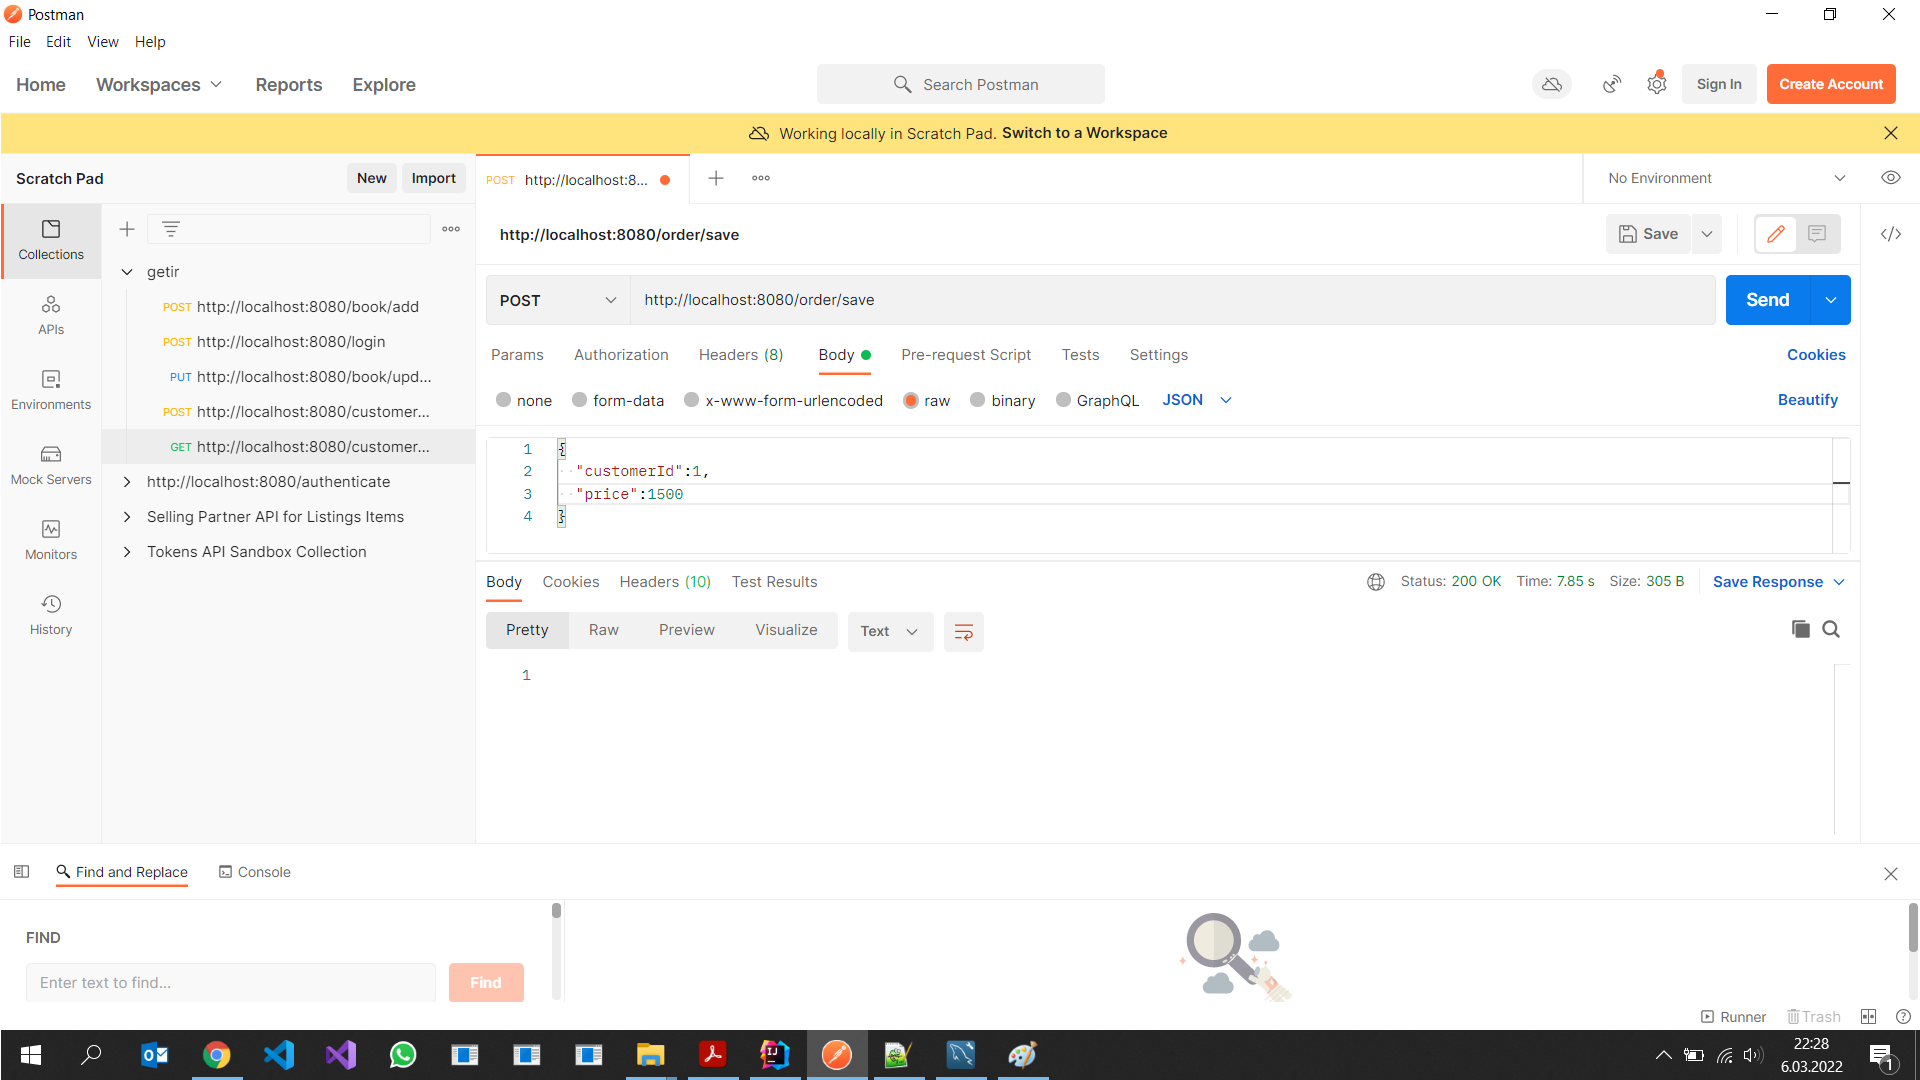 Postman
File Edit View Help
Home Workspaces Reports Explore Search Postman Sign In Create Account
Working locally in Scratch Pad. Switch to a Workspace
Scratch Pad New Import POST http://localhost:8... No Environment
http://localhost:8080/order/save Save
Collections
getir
POST http://localhost:8080/book/add
POST http://localhost:8080/login
PUT http://localhost:8080/book/upd...
POST http://localhost:8080/customer...
GET http://localhost:8080/customer...
http://localhost:8080/authenticate
Selling Partner API for Listings Items
Tokens API Sandbox Collection
APIs
Environments
Mock Servers
Monitors
History
POST http://localhost:8080/order/save Send
Params Authorization Headers (8) Body Pre-request Script Tests Settings Cookies
none form-data x-www-form-urlencoded raw binary GraphQL JSON Beautify
1 {
2 "customerId":1,
3 "price":1500
4 }
Body Cookies Headers (10) Test Results Status: 200 OK Time: 7.85 s Size: 305 B Save Response
Pretty Raw Preview Visualize Text
1
Find and Replace Console
FIND
Enter text to find... Find
Runner Trash
22:28
6.03.2022
1